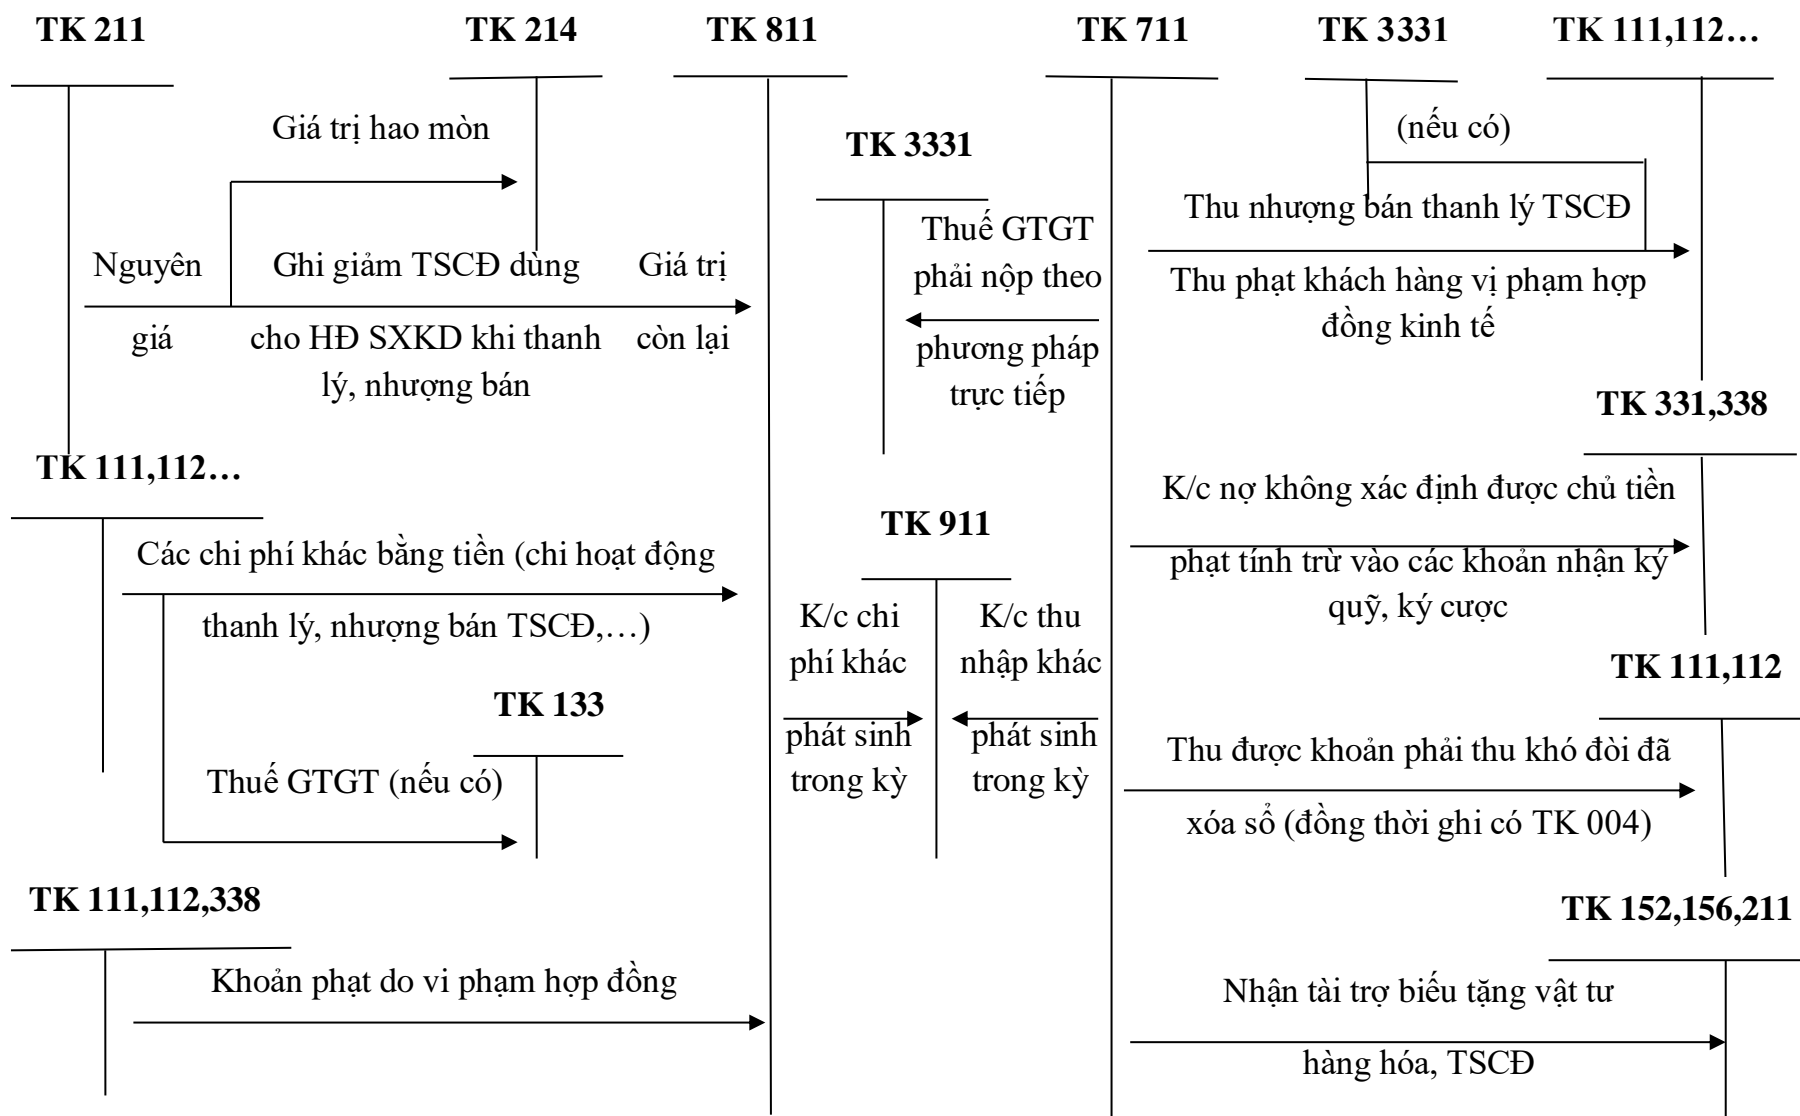 TK 211
TK 214
TK 811
TK 711
TK 3331
TK 111,112…
Giá trị hao mòn
TK 3331
(nếu có)
Nguyên
giá
Ghi giảm TSCĐ dùng
cho HĐ SXKD khi thanh
lý, nhượng bán
Giá trị
còn lại
Thuế GTGT
phải nộp theo
phương pháp
trực tiếp
Thu nhượng bán thanh lý TSCĐ
Thu phạt khách hàng vị phạm hợp
đồng kinh tế
TK 331,338
TK 111,112…
K/c nợ không xác định được chủ tiền
phạt tính trừ vào các khoản nhận ký
quỹ, ký cược
TK 911
Các chi phí khác bằng tiền (chi hoạt động
thanh lý, nhượng bán TSCĐ,…)
K/c chi
phí khác
phát sinh
trong kỳ
K/c thu
nhập khác
phát sinh
trong kỳ
TK 111,112
TK 133
Thuế GTGT (nếu có)
Thu được khoản phải thu khó đòi đã
xóa sổ (đồng thời ghi có TK 004)
TK 111,112,338
TK 152,156,211
Khoản phạt do vi phạm hợp đồng
Nhận tài trợ biếu tặng vật tư
hàng hóa, TSCĐ